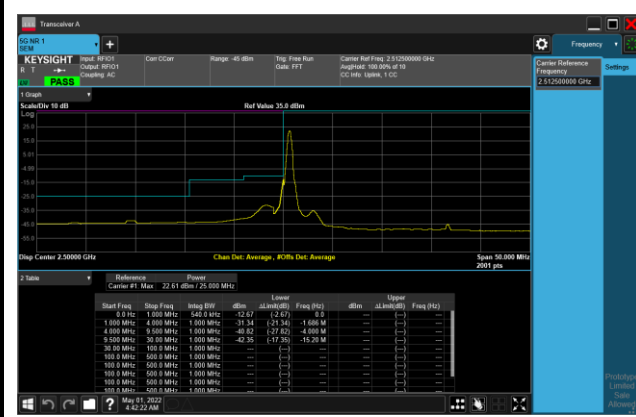 Transceiver A
5G NR 1
SEM
Frequency
KEYSIGHT
R T
PASS
Input: RFIO1
Output: RFIO1
Coupling: AC
Corr CCorr
Range: -45 dBm
Trig: Free Run
Gate: FFT
Carrier Ref Freq: 2.512500000 GHz
Avg|Hold: 100.00% of 10
CC Info: Uplink, 1 CC
Carrier Reference
Frequency
2.512500000 GHz
Settings
1 Graph
Scale/Div 10 dB
Ref Value 35.0 dBm
Log
25.0
15.0
5.01
-4.99
-15.0
-25.0
-35.0
-45.0
-55.0
Disp Center 2.50000 GHz
Chan Det: Average , #Offs Det: Average
Span 50.000 MHz
2001 pts
2 Table
Reference Power
Carrier #1 Max 22.61 dBm / 25.000 MHz
Lower Upper
Start Freq Stop Freq Integ BW dBm ΔLimit(dB) Freq (Hz) dBm ΔLimit(dB) Freq (Hz)
0.0 Hz 1.000 MHz 540.0 kHz -12.67 (-2.67) 0.0 --- (---) ---
1.000 MHz 4.000 MHz 1.000 MHz -31.34 (-21.34) -1.686 M --- (---) ---
4.000 MHz 9.500 MHz 1.000 MHz -40.82 (-27.82) -4.000 M --- (---) ---
9.500 MHz 30.00 MHz 1.000 MHz -42.35 (-17.35) -15.20 M --- (---) ---
30.00 MHz 100.0 MHz 1.000 MHz --- (---) --- --- (---) ---
100.0 MHz 500.0 MHz 1.000 MHz --- (---) --- --- (---) ---
100.0 MHz 500.0 MHz 1.000 MHz --- (---) --- --- (---) ---
100.0 MHz 500.0 MHz 1.000 MHz --- (---) --- --- (---) ---
100.0 MHz 500.0 MHz 1.000 MHz --- (---) --- --- (---) ---
May 01, 2022
4:42:22 AM
Prototype
Limited
Sale
Allowed